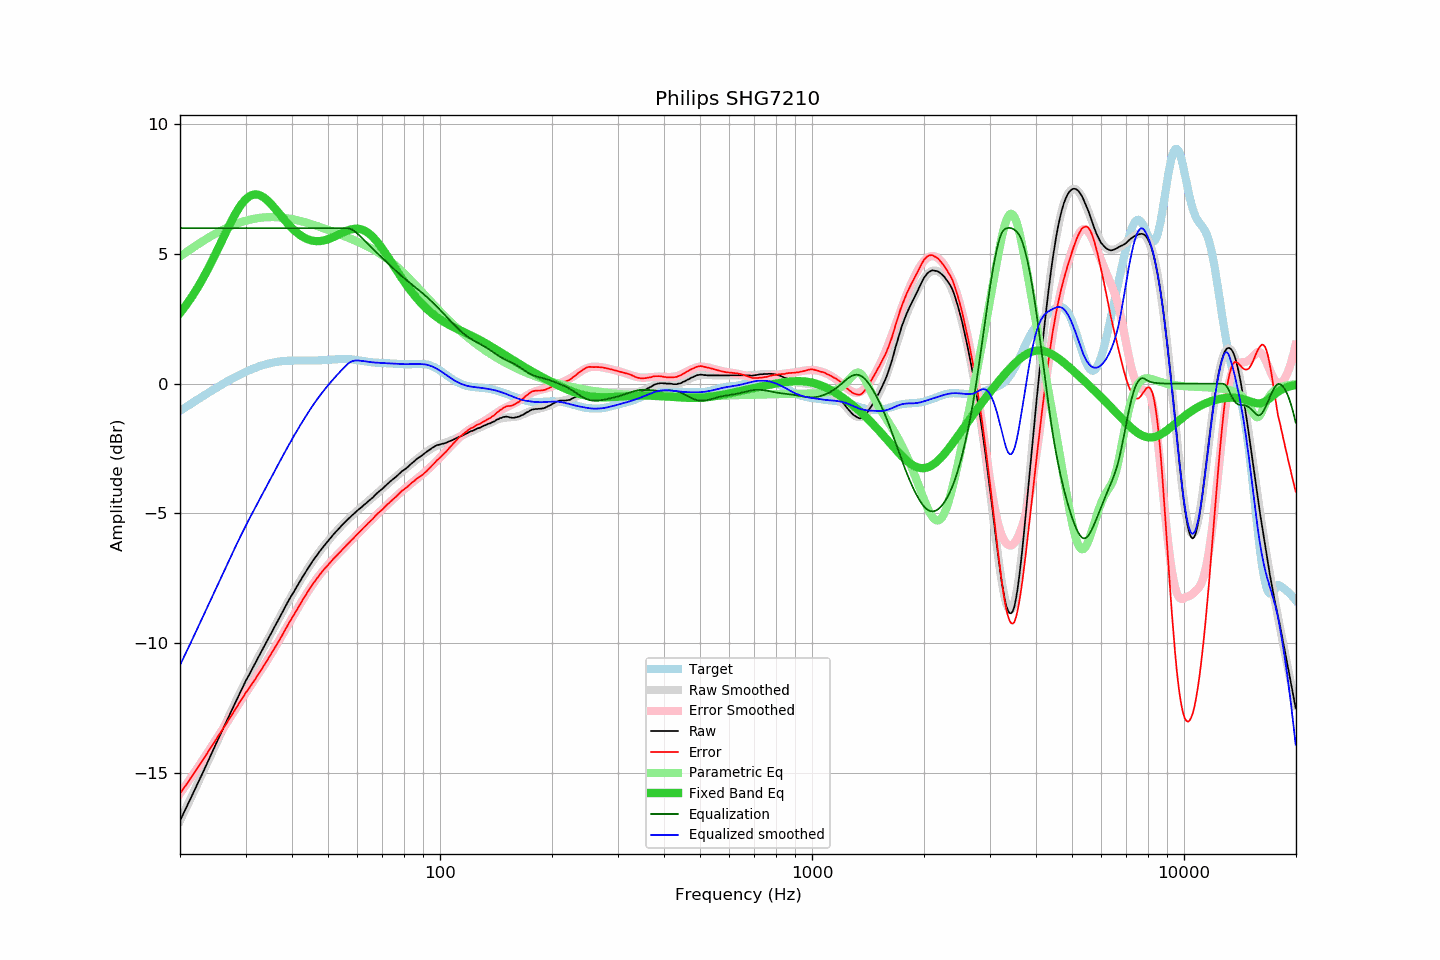 Philips SHG7210
10
5
0
−5
−10
−15
Amplitude (dBr)
Target
Raw Smoothed
Error Smoothed
Raw
Error
Parametric Eq
Fixed Band Eq
Equalization
Equalized smoothed
100
1000
10000
Frequency (Hz)